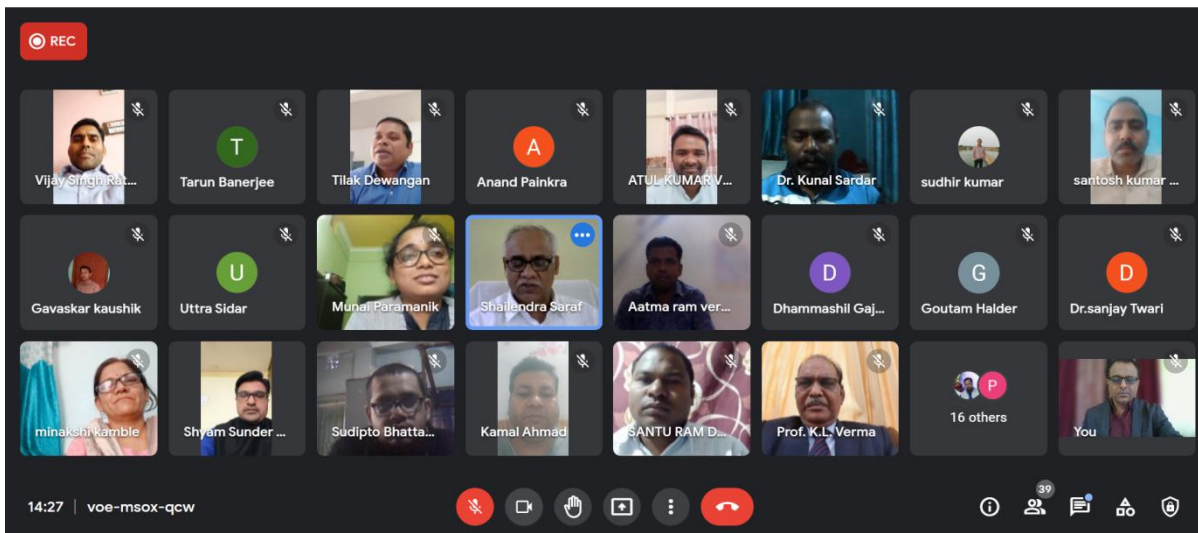 REC
Vijay Singh Rat...
T
Tarun Banerjee
Tilak Dewangan
A
Anand Painkra
ATUL KUMAR V...
Dr. Kunal Sardar
sudhir kumar
santosh kumar ...
Gavaskar kaushik
U
Uttra Sidar
Munai Paramanik
Shailendra Saraf
Aatma ram ver...
D
Dhammashil Gaj...
G
Goutam Halder
D
Dr.sanjay Twari
minakshi kamble
Shyam Sunder ...
Sudipto Bhatta...
Kamal Ahmad
SANTU RAM D...
Prof. K.L. Verma
P
16 others
You
14:27 | voe-msox-qcw
39